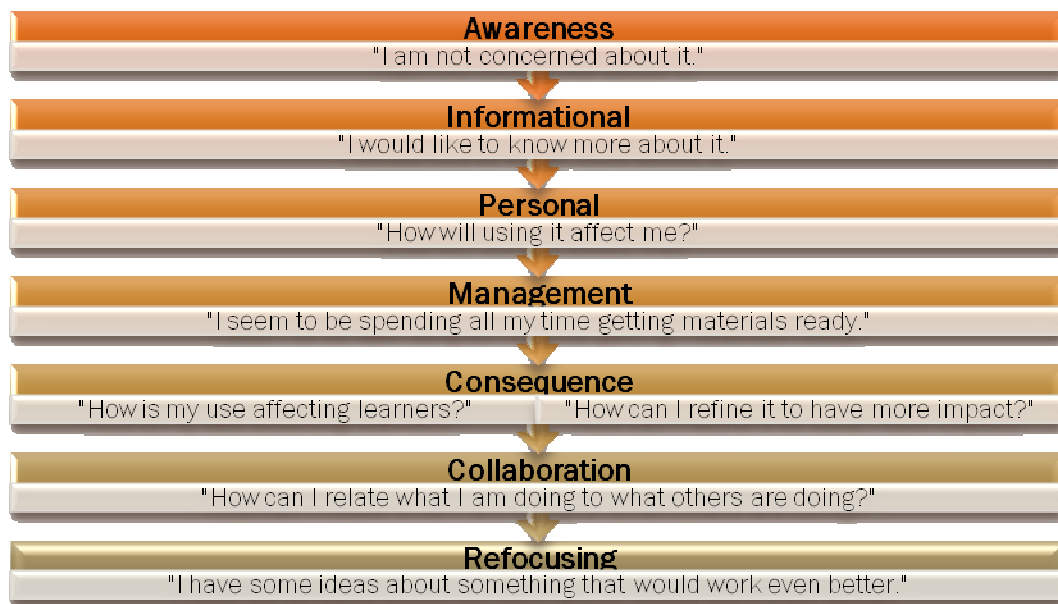 Awareness
"I am not concerned about it."
Informational
"I would like to know more about it."
Personal
"How will using it affect me?"
Management
"I seem to be spending all my time getting materials ready."
Consequence
"How is my use affecting learners?" "How can I refine it to have more impact?"
Collaboration
"How can I relate what I am doing to what others are doing?"
Refocusing
"I have some ideas about something that would work even better."